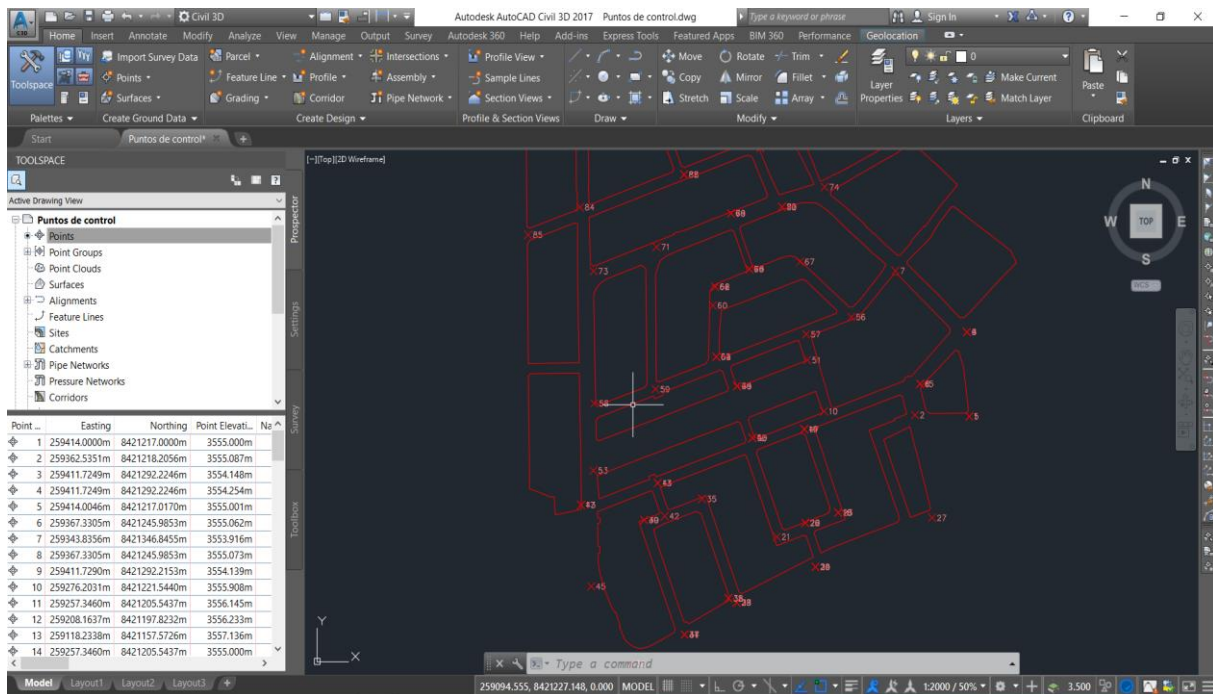 Civil 3D Autodesk AutoCAD Civil 3D 2017 Puntos de control.dwg Type a keyword or phrase Sign In
C3D Home Insert Annotate Modify Analyze View Manage Output Survey Autodesk 360 Help Add-ins Express Tools Featured Apps BIM 360 Performance Geolocation
Toolspace
Import Survey Data
Points
Surfaces
Parcel
Feature Line
Grading
Alignment
Profile
Corridor
Intersections
Assembly
Pipe Network
Profile View
Sample Lines
Section Views
Move
Copy
Stretch
Rotate
Mirror
Scale
Trim
Fillet
Array
Layer
Properties
0
Make Current
Match Layer
Paste
Palettes Create Ground Data Create Design Profile & Section Views Draw Modify Layers Clipboard
Start Puntos de control*
TOOLSPACE
Active Drawing View
Puntos de control
Points
Point Groups
Point Clouds
Surfaces
Alignments
Feature Lines
Sites
Catchments
Pipe Networks
Pressure Networks
Corridors
Prospector
Settings
Survey
Toolbox
Point ... Easting Northing Point Elevati... Na
1 259414.0000m 8421217.0000m 3555.000m
2 259362.5351m 8421218.2056m 3555.087m
3 259411.7249m 8421292.2246m 3554.148m
4 259411.7249m 8421292.2246m 3554.254m
5 259414.0046m 8421217.0170m 3555.001m
6 259367.3305m 8421245.9853m 3555.062m
7 259343.8356m 8421346.8455m 3553.916m
8 259367.3305m 8421245.9853m 3555.073m
9 259411.7290m 8421292.2153m 3554.139m
10 259276.2031m 8421221.5440m 3555.908m
11 259257.3460m 8421205.5437m 3556.145m
12 259208.1637m 8421197.8232m 3556.233m
13 259118.2338m 8421157.5726m 3557.136m
14 259257.3460m 8421205.5437m 3555.000m
[-][Top][2D Wireframe]
N
W TOP E
S
WCS
74
84
85
71
73
67
7
60
56
57
51
59
58
10
2
5
53
35
42
21
27
45
Y
X
Type a command
Model Layout1 Layout2 Layout3 +
259094.555, 8421227.148, 0.000 MODEL 1:2000 / 50% 3.500